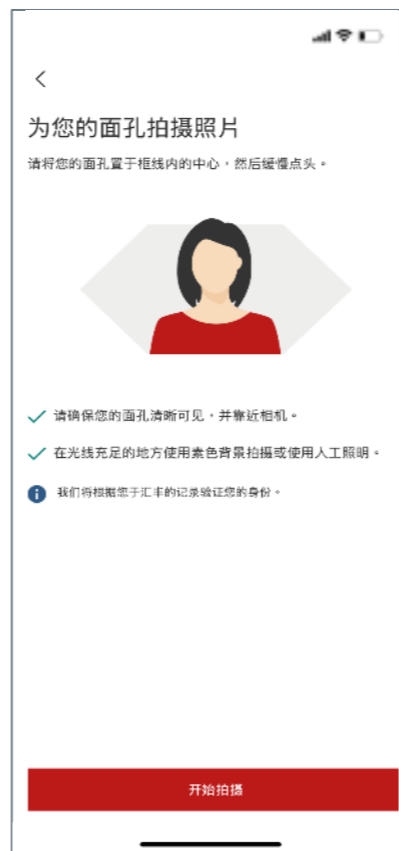 为您的面孔拍摄照片
请将您的面孔置于框线内的中心，然后缓慢点头。
请确保您的面孔清晰可见，并靠近相机。
在光线充足的地方使用素色背景拍摄或使用人工照明。
我们将根据您于汇丰的记录验证您的身份。
开始拍摄